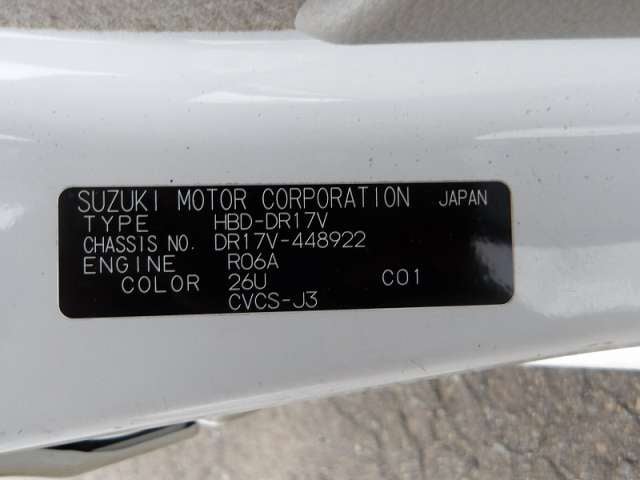 SUZUKI MOTOR CORPORATION JAPAN
TYPE HBD-DR17V
CHASSIS NO. DR17V-448922
ENGINE R06A
COLOR 26U C01
CVCS-J3